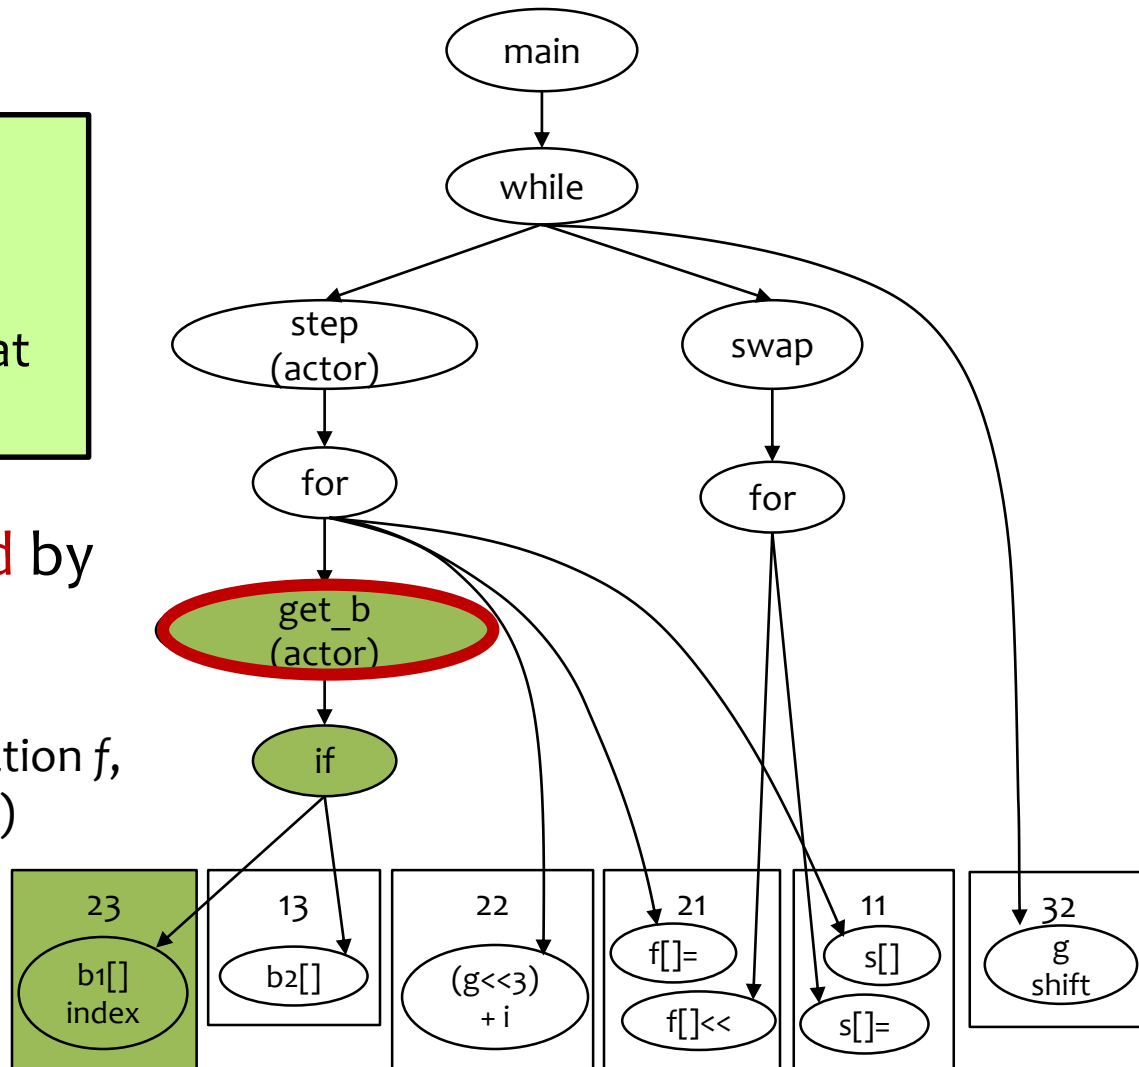 main
while
at
step
(actor)
swap
for
for
d by
get_b
(actor)
if
tion f,
)
23
13
22
21
11
32
b1[]
index
b2[]
(g<<3)
+ i
f[]=
f[]<<
s[]
s[]=
g
shift